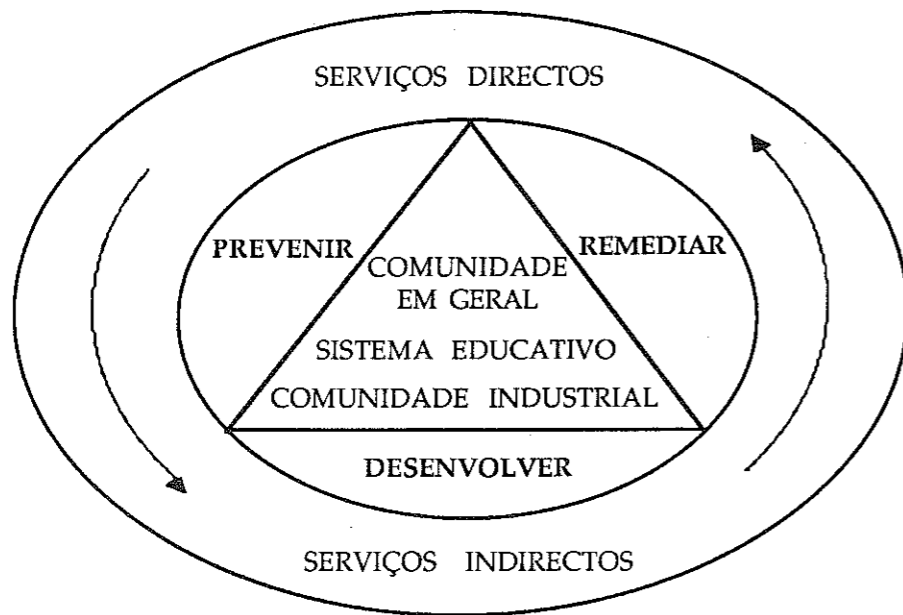 SERVIÇOS DIRECTOS
PREVENIR
REMEDIAR
COMUNIDADE
EM GERAL
SISTEMA EDUCATIVO
COMUNIDADE INDUSTRIAL
DESENVOLVER
SERVIÇOS INDIRECTOS